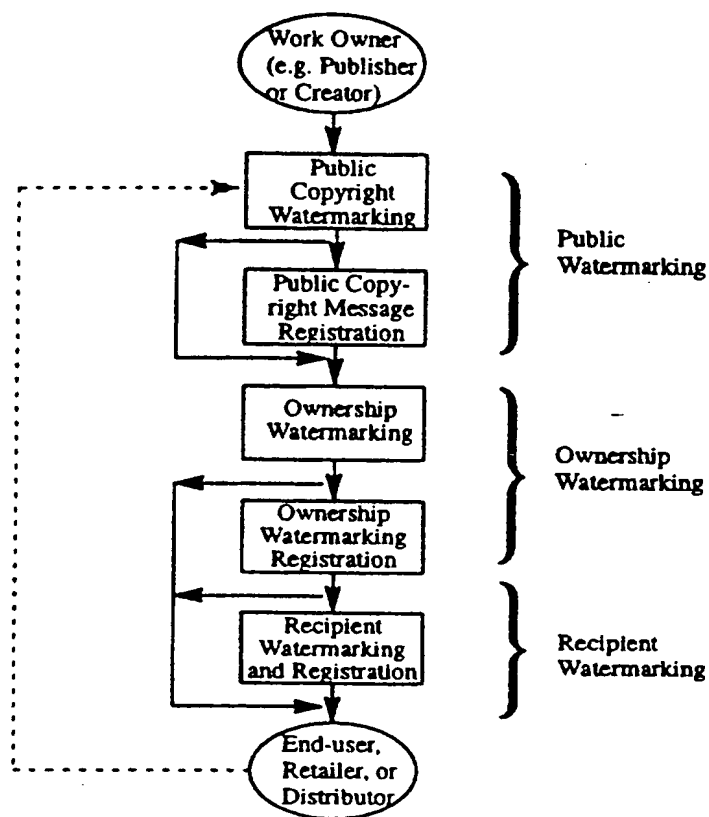 Work Owner
(e.g. Publisher
or Creator)
Public
Copyright
Watermarking
Public
Watermarking
Public Copy-
right Message
Registration
Ownership
Watermarking
Ownership
Watermarking
Ownership
Watermarking
Registration
Recipient
Watermarking
and Registration
Recipient
Watermarking
End-user,
Retailer, or
Distributor